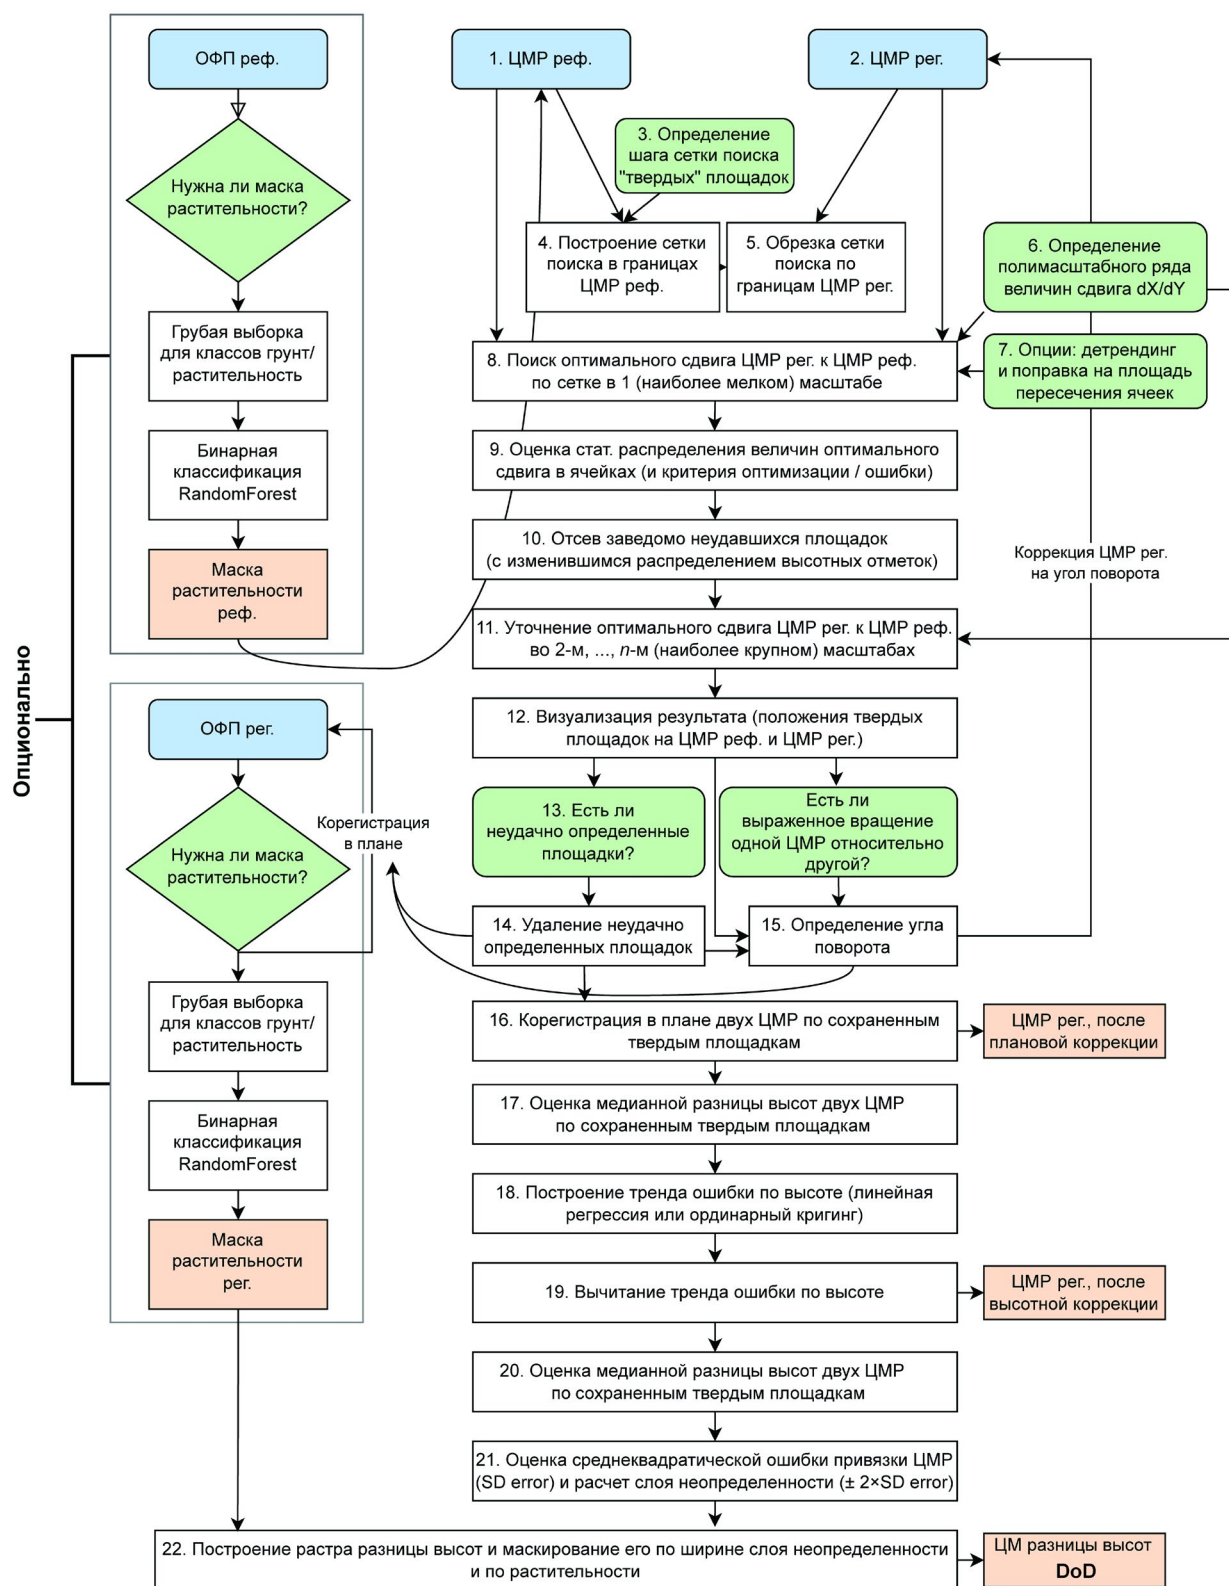 ОФП реф.
Нужна ли маска
растительности?
Грубая выборка
для классов грунт/
растительность
Бинарная
классификация
RandomForest
Маска
растительности
реф.
Опционально
ОФП рег.
Нужна ли маска
растительности?
Корегистрация
в плане
Грубая выборка
для классов грунт/
растительность
Бинарная
классификация
RandomForest
Маска
растительности
рег.
1. ЦМР реф.
2. ЦМР рег.
3. Определение
шага сетки поиска
"твердых" площадок
4. Построение сетки
поиска в границах
ЦМР реф.
5. Обрезка сетки
поиска по
границам ЦМР рег.
6. Определение
полимасштабного ряда
величин сдвига dX/dY
7. Опции: детрендинг
и поправка на площадь
пересечения ячеек
8. Поиск оптимального сдвига ЦМР рег. к ЦМР реф.
по сетке в 1 (наиболее мелком) масштабе
9. Оценка стат. распределения величин оптимального
сдвига в ячейках (и критерия оптимизации / ошибки)
10. Отсев заведомо неудавшихся площадок
(с изменившимся распределением высотных отметок)
Коррекция ЦМР рег.
на угол поворота
11. Уточнение оптимального сдвига ЦМР рег. к ЦМР реф.
во 2-м, ..., n-м (наиболее крупном) масштабах
12. Визуализация результата (положения твердых
площадок на ЦМР реф. и ЦМР рег.)
13. Есть ли
неудачно определенные
площадки?
Есть ли
выраженное вращение
одной ЦМР относительно
другой?
14. Удаление неудачно
определенных площадок
15. Определение угла
поворота
16. Корегистрация в плане двух ЦМР по сохраненным
твердым площадкам
ЦМР рег., после
плановой коррекции
17. Оценка медианной разницы высот двух ЦМР
по сохраненным твердым площадкам
18. Построение тренда ошибки по высоте (линейная
регрессия или ординарный кригинг)
19. Вычитание тренда ошибки по высоте
ЦМР рег., после
высотной коррекции
20. Оценка медианной разницы высот двух ЦМР
по сохраненным твердым площадкам
21. Оценка среднеквадратической ошибки привязки ЦМР
(SD error) и расчет слоя неопределенности (± 2×SD error)
22. Построение растра разницы высот и маскирование его по ширине слоя неопределенности
и по растительности
ЦМ разницы высот
DoD